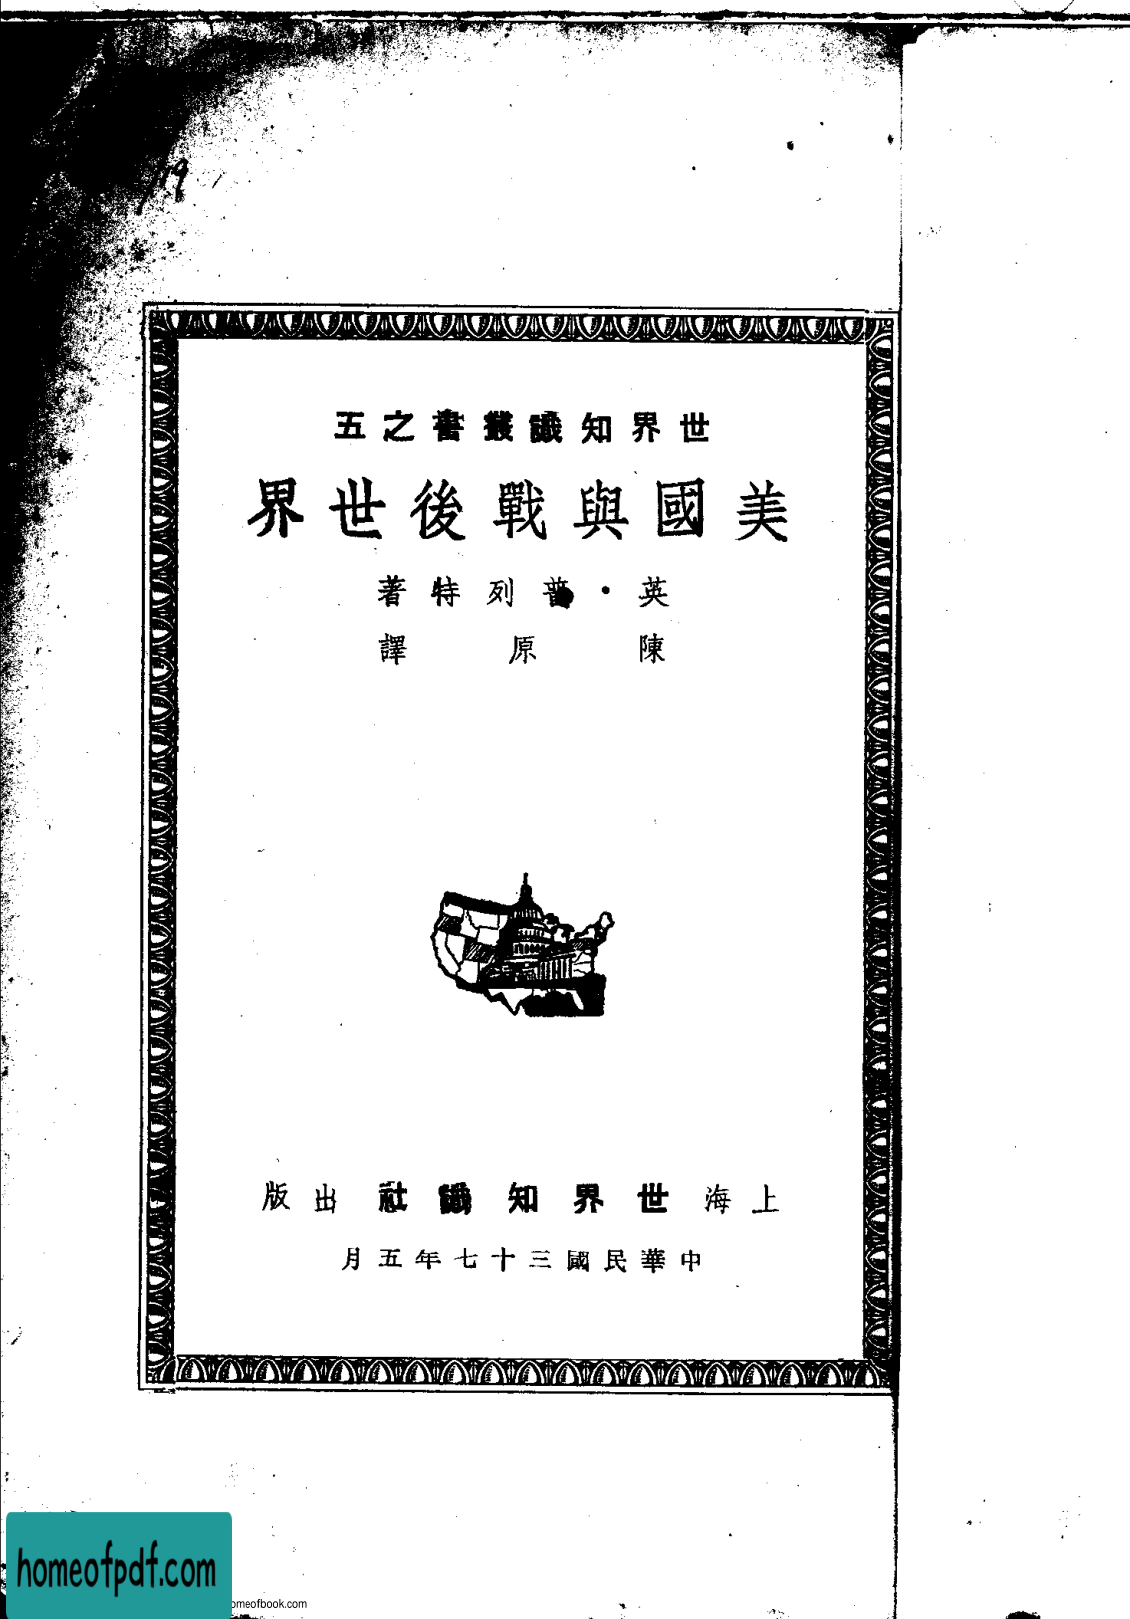 世界知識叢書之五
美國與戰後世界
英·普列特著
陳原譯
上海世界知識社出版
中華民國三十七年五月
homeofpdf.com
omeofbook.com